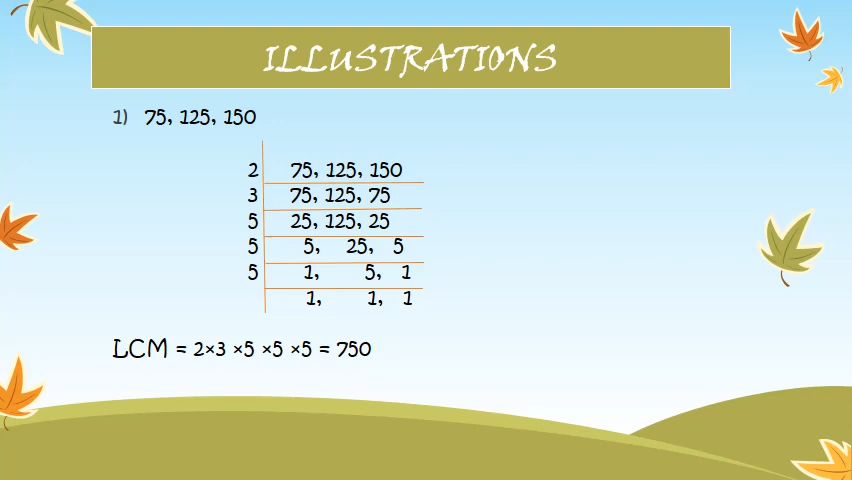 ILLUSTRATIONS
1) 75, 125, 150
2 75, 125, 150
3 75, 125, 75
5 25, 125, 25
5 5, 25, 5
5 1, 5, 1
1, 1, 1
LCM = 2×3 ×5 ×5 ×5 = 750